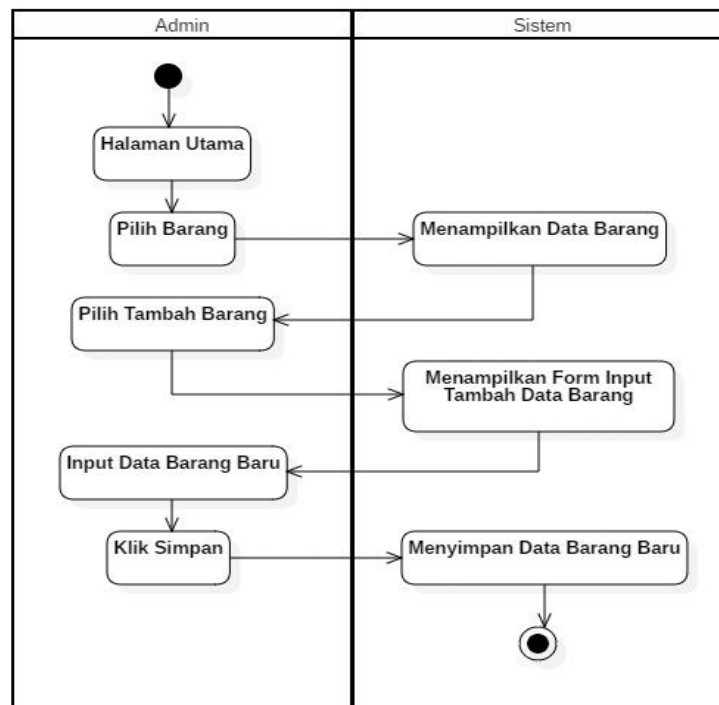 Admin
Sistem
Halaman Utama
Pilih Barang
Menampilkan Data Barang
Pilih Tambah Barang
Menampilkan Form Input
Tambah Data Barang
Input Data Barang Baru
Klik Simpan
Menyimpan Data Barang Baru